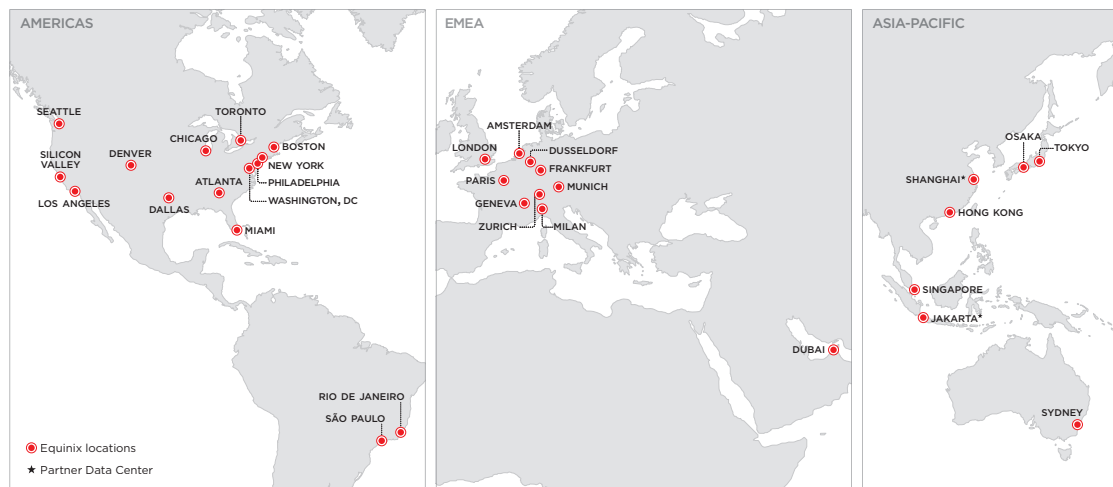 AMERICAS
SEATTLE
TORONTO
CHICAGO
BOSTON
SILICON
VALLEY
DENVER
NEW YORK
PHILADELPHIA
ATLANTA
WASHINGTON, DC
LOS ANGELES
DALLAS
MIAMI
RIO DE JANEIRO
SÃO PAULO
Equinix locations
★ Partner Data Center
EMEA
AMSTERDAM
LONDON
DUSSELDORF
FRANKFURT
PARIS
MUNICH
GENEVA
ZURICH
MILAN
DUBAI
ASIA-PACIFIC
OSAKA
TOKYO
SHANGHAI★
HONG KONG
SINGAPORE
JAKARTA★
SYDNEY